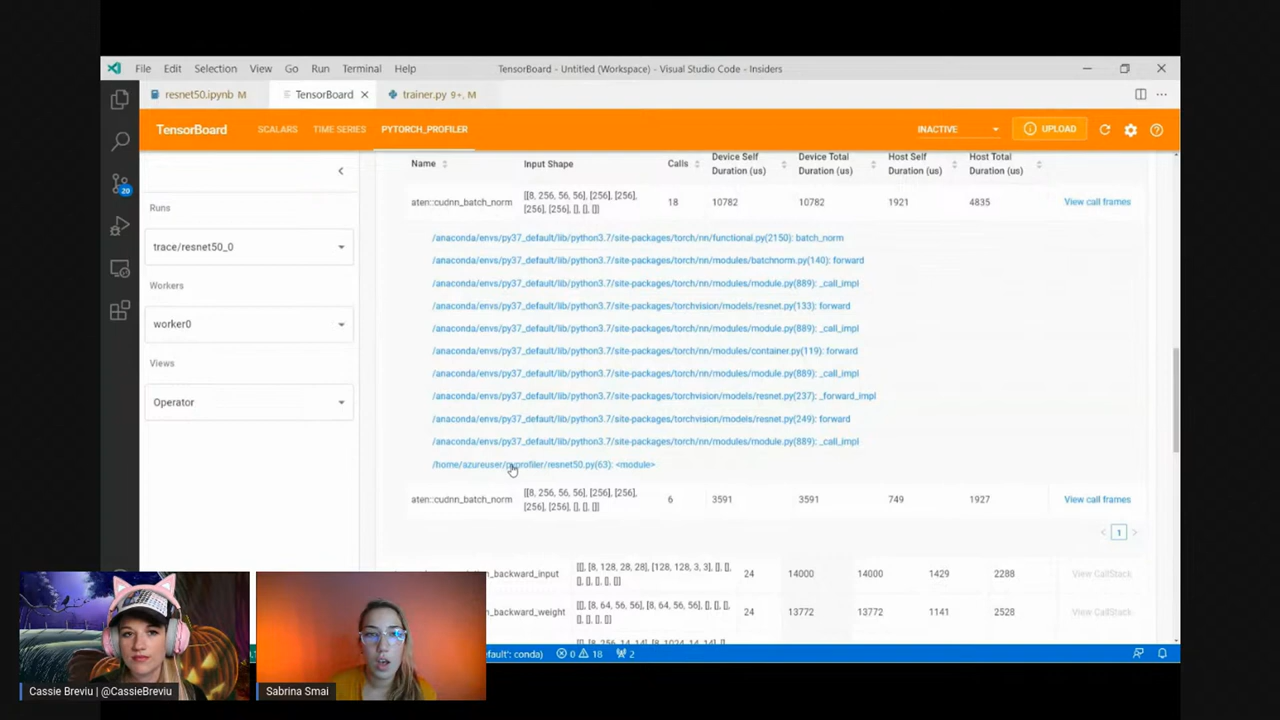 File Edit Selection View Go Run Terminal Help TensorBoard - Untitled (Workspace) - Visual Studio Code - Insiders
resnet50.ipynb M TensorBoard trainer.py 9+, M
TensorBoard SCALARS TIME SERIES PYTORCH_PROFILER INACTIVE UPLOAD
20
Runs
trace/resnet50_0
Workers
worker0
Views
Operator
Name Input Shape Calls Device Self Duration (us) Device Total Duration (us) Host Self Duration (us) Host Total Duration (us)
aten::cudnn_batch_norm [[8, 256, 56, 56], [256], [256], [256], [256], [], [], []] 18 10782 10782 1921 4835 View call frames
/anaconda/envs/py37_default/lib/python3.7/site-packages/torch/nn/functional.py(2150): batch_norm
/anaconda/envs/py37_default/lib/python3.7/site-packages/torch/nn/modules/batchnorm.py(140): forward
/anaconda/envs/py37_default/lib/python3.7/site-packages/torch/nn/modules/module.py(889): _call_impl
/anaconda/envs/py37_default/lib/python3.7/site-packages/torchvision/models/resnet.py(133): forward
/anaconda/envs/py37_default/lib/python3.7/site-packages/torch/nn/modules/module.py(889): _call_impl
/anaconda/envs/py37_default/lib/python3.7/site-packages/torch/nn/modules/container.py(119): forward
/anaconda/envs/py37_default/lib/python3.7/site-packages/torch/nn/modules/module.py(889): _call_impl
/anaconda/envs/py37_default/lib/python3.7/site-packages/torchvision/models/resnet.py(237): _forward_impl
/anaconda/envs/py37_default/lib/python3.7/site-packages/torchvision/models/resnet.py(249): forward
/anaconda/envs/py37_default/lib/python3.7/site-packages/torch/nn/modules/module.py(889): _call_impl
/home/azureuser/pyprofiler/resnet50.py(63): <module>
aten::cudnn_batch_norm [[8, 256, 56, 56], [256], [256], [256], [256], [], [], []] 6 3591 3591 749 1927 View call frames
1
_backward_input [[], [8, 128, 28, 28], [128, 128, 3, 3], [], [], [], [], [], [], []] 24 14000 14000 1429 2288 View CallStack
_backward_weight [[], [8, 64, 56, 56], [8, 64, 56, 56], [], [], [], [], [], [], []] 24 13772 13772 1141 2528 View CallStack
[[], [8, 256, 14, 14], [8, 1024, 14, 14], [], []
default': conda) 0 18 2
Cassie Breviu | @CassieBreviu
Sabrina Smai